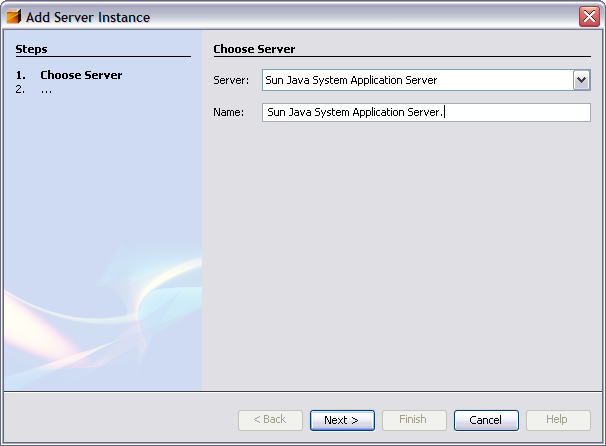 Add Server Instance
Steps
1. Choose Server
2. ...
Choose Server
Server: Sun Java System Application Server
Name: Sun Java System Application Server.
< Back Next > Finish Cancel Help